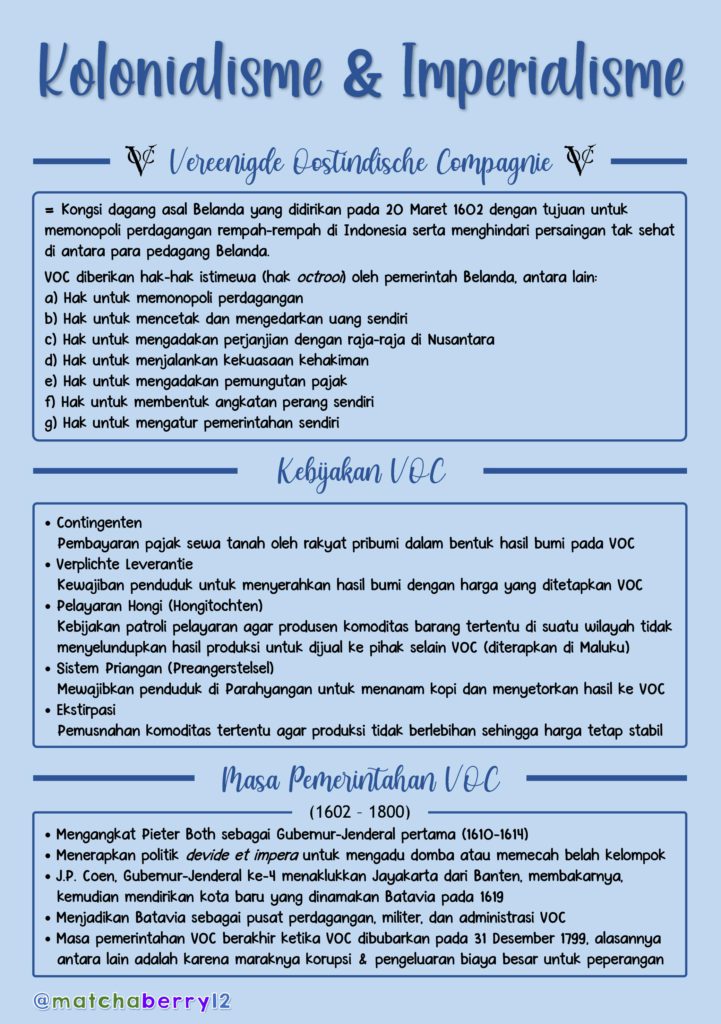 Kolonialisme & Imperialisme
VOC Vereenigde Oostindische Compagnie VOC
= Kongsi dagang asal Belanda yang didirikan pada 20 Maret 1602 dengan tujuan untuk
memonopoli perdagangan rempah-rempah di Indonesia serta menghindari persaingan tak sehat
di antara para pedagang Belanda.
VOC diberikan hak-hak istimewa (hak octrooi) oleh pemerintah Belanda, antara lain:
a) Hak untuk memonopoli perdagangan
b) Hak untuk mencetak dan mengedarkan uang sendiri
c) Hak untuk mengadakan perjanjian dengan raja-raja di Nusantara
d) Hak untuk menjalankan kekuasaan kehakiman
e) Hak untuk mengadakan pemungutan pajak
f) Hak untuk membentuk angkatan perang sendiri
g) Hak untuk mengatur pemerintahan sendiri
Kebijakan VOC
• Contingenten
Pembayaran pajak sewa tanah oleh rakyat pribumi dalam bentuk hasil bumi pada VOC
• Verplichte Leverantie
Kewajiban penduduk untuk menyerahkan hasil bumi dengan harga yang ditetapkan VOC
• Pelayaran Hongi (Hongitochten)
Kebijakan patroli pelayaran agar produsen komoditas barang tertentu di suatu wilayah tidak
menyelundupkan hasil produksi untuk dijual ke pihak selain VOC (diterapkan di Maluku)
• Sistem Priangan (Preangerstelsel)
Mewajibkan penduduk di Parahyangan untuk menanam kopi dan menyetorkan hasil ke VOC
• Ekstirpasi
Pemusnahan komoditas tertentu agar produksi tidak berlebihan sehingga harga tetap stabil
Masa Pemerintahan VOC
(1602 - 1800)
• Mengangkat Pieter Both sebagai Gubernur-Jenderal pertama (1610-1614)
• Menerapkan politik devide et impera untuk mengadu domba atau memecah belah kelompok
• J.P. Coen, Gubernur-Jenderal ke-4 menaklukkan Jayakarta dari Banten, membakarnya,
kemudian mendirikan kota baru yang dinamakan Batavia pada 1619
• Menjadikan Batavia sebagai pusat perdagangan, militer, dan administrasi VOC
• Masa pemerintahan VOC berakhir ketika VOC dibubarkan pada 31 Desember 1799, alasannya
antara lain adalah karena maraknya korupsi & pengeluaran biaya besar untuk peperangan
@matchaberry12